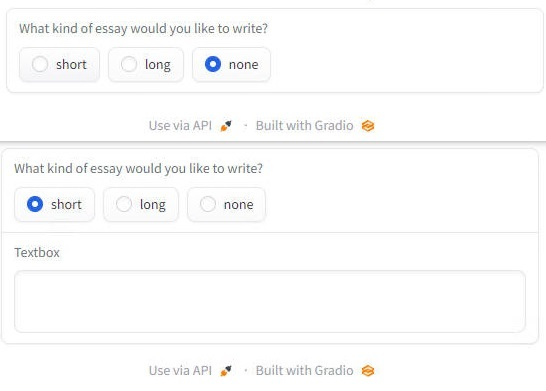 What kind of essay would you like to write?
short long none
Use via API · Built with Gradio
What kind of essay would you like to write?
short long none
Textbox
Use via API · Built with Gradio